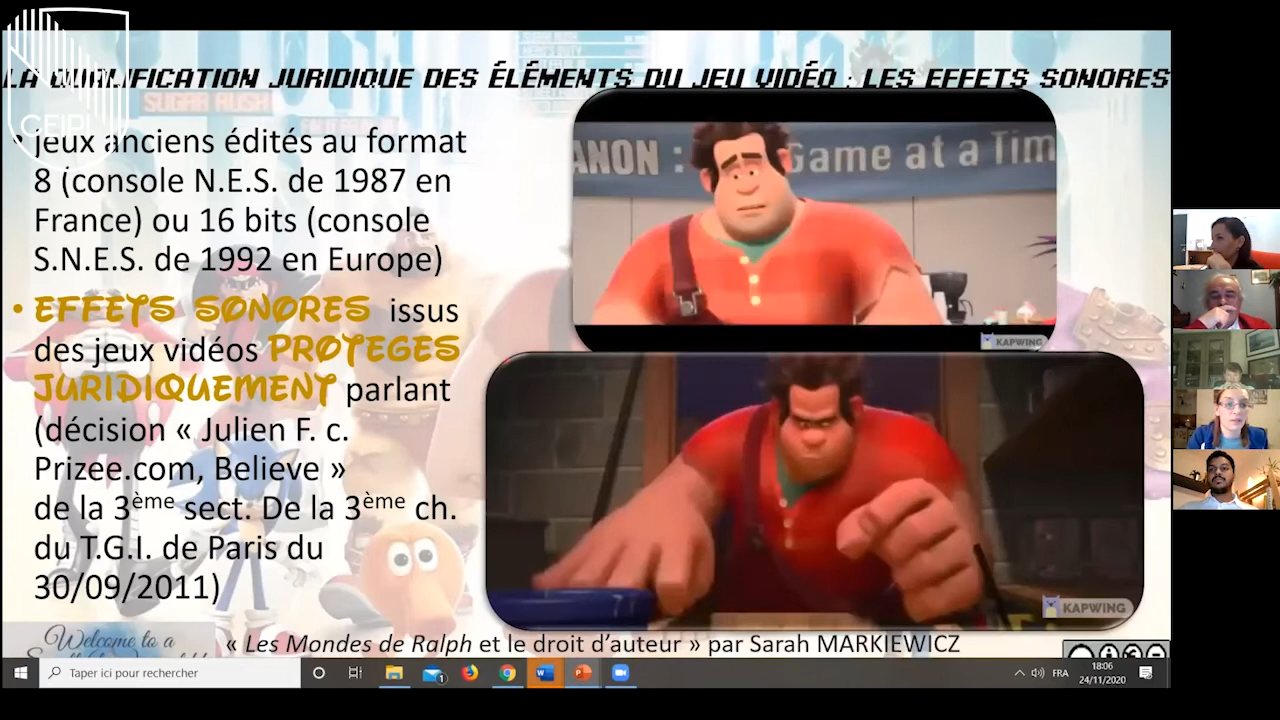 LA QUALIFICATION JURIDIQUE DES ÉLÉMENTS DU JEU VIDÉO : LES EFFETS SONORES
CEIPI
SUGAR RUSH
• jeux anciens édités au format
8 (console N.E.S. de 1987 en
France) ou 16 bits (console
S.N.E.S. de 1992 en Europe)
• EFFETS SONORES issus
des jeux vidéos PROTEGES
JURIDIQUEMENT parlant
(décision « Julien F. c.
Prizee.com, Believe »
de la 3ème sect. De la 3ème ch.
du T.G.I. de Paris du
30/09/2011)
ANON : Game at a Tim
KAPWING
KAPWING
Welcome to a
« Les Mondes de Ralph et le droit d'auteur » par Sarah MARKIEWICZ
Taper ici pour rechercher
1
FRA
18:06
24/11/2020